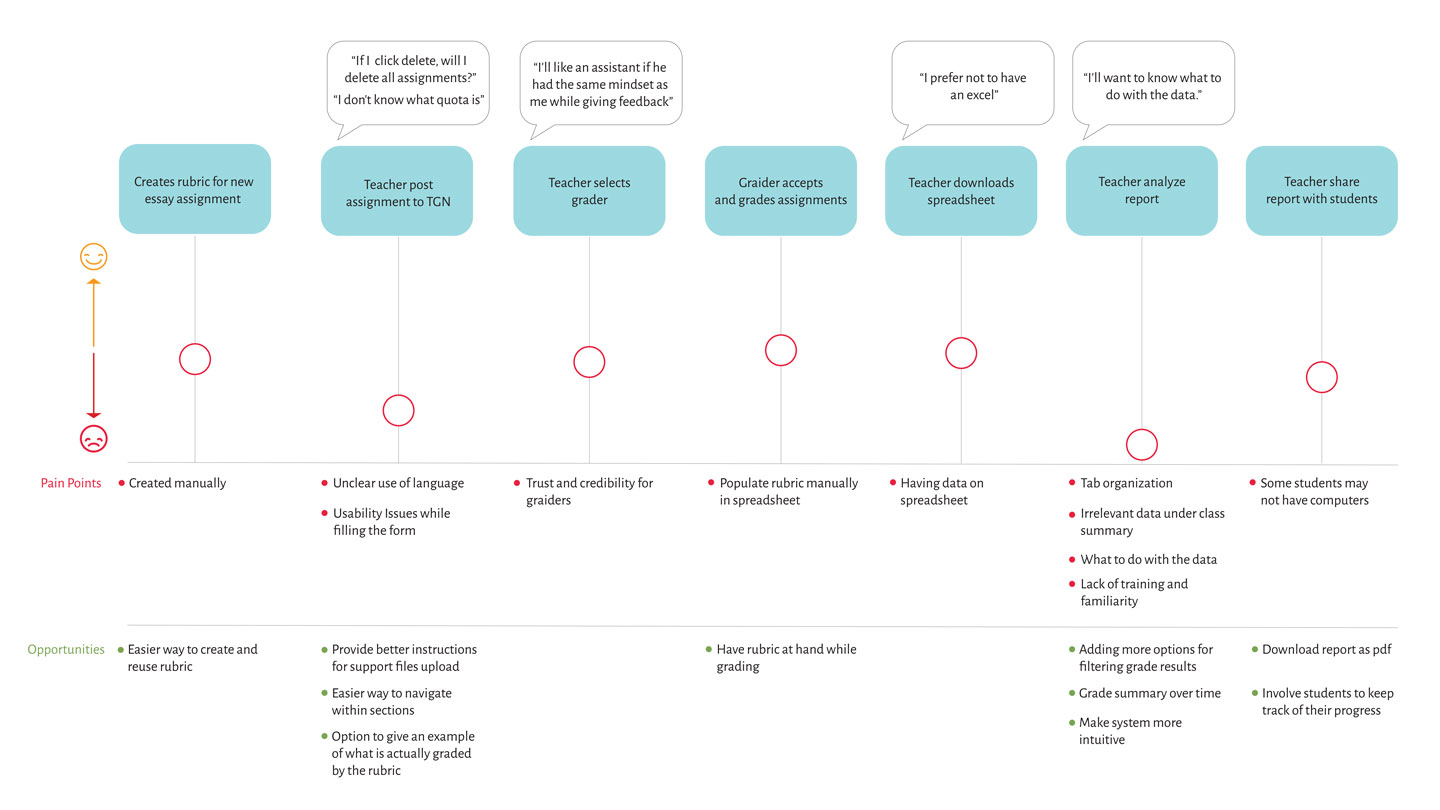 “If I click delete, will I
delete all assignments?”
“I don't know what quota is”
“I'll like an assistant if he
had the same mindset as
me while giving feedback”
“I prefer not to have
an excel”
“I'll want to know what to
do with the data.”
Creates rubric for new
essay assignment
Teacher post
assignment to TGN
Teacher selects
grader
Graider accepts
and grades assignments
Teacher downloads
spreadsheet
Teacher analyze
report
Teacher share
report with students
Pain Points
Created manually
Unclear use of language
Usability Issues while
filling the form
Trust and credibility for
graiders
Populate rubric manually
in spreadsheet
Having data on
spreadsheet
Tab organization
Irrelevant data under class
summary
What to do with the data
Lack of training and
familiarity
Some students may
not have computers
Opportunities
Easier way to create and
reuse rubric
Provide better instructions
for support files upload
Easier way to navigate
within sections
Option to give an example
of what is actually graded
by the rubric
Have rubric at hand while
grading
Adding more options for
filtering grade results
Grade summary over time
Make system more
intuitive
Download report as pdf
Involve students to keep
track of their progress